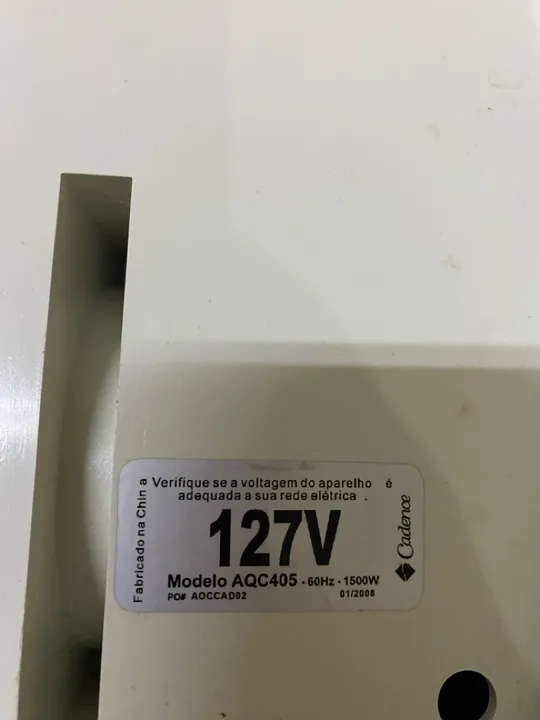 Verifique se a voltagem do aparelho é
adequada a sua rede elétrica .
127V
Modelo AQC405 - 60Hz - 1500W
PO# AOCCAD02 01/2008
Fabricado na China
Cadence